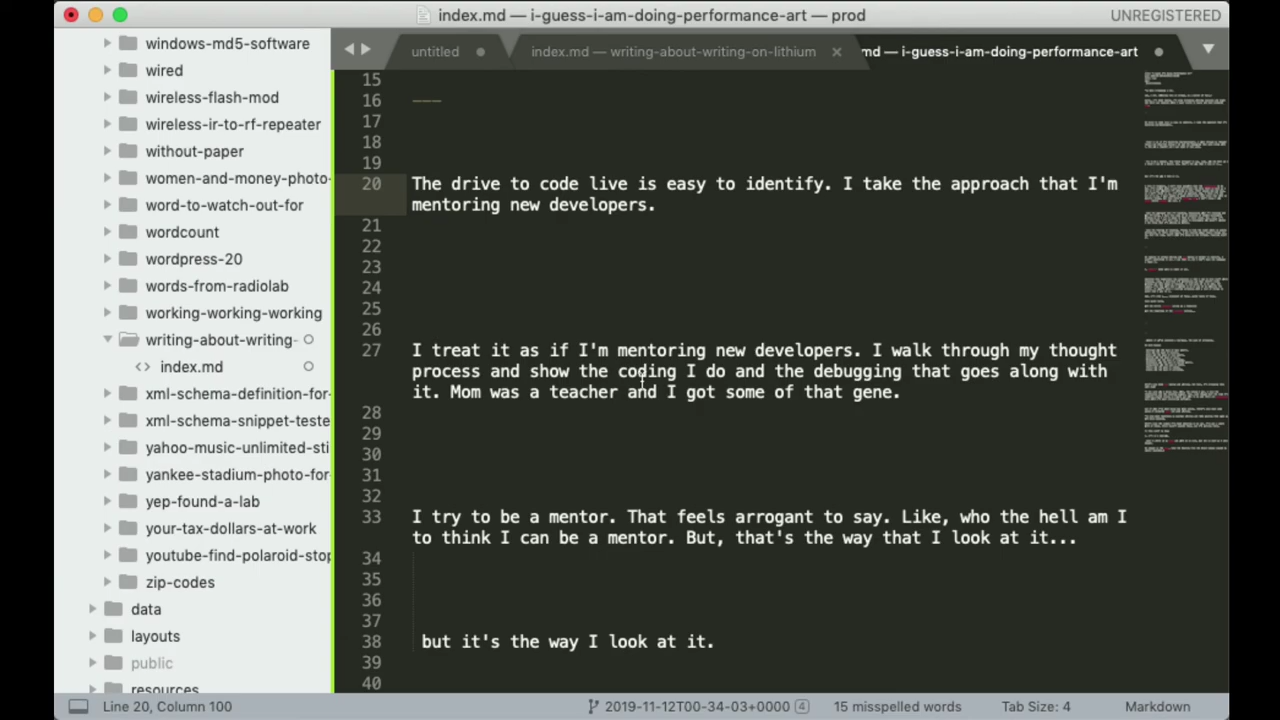 index.md — i-guess-i-am-doing-performance-art — prod
UNREGISTERED
windows-md5-software
wired
wireless-flash-mod
wireless-ir-to-rf-repeater
without-paper
women-and-money-photo-
word-to-watch-out-for
wordcount
wordpress-20
words-from-radiolab
working-working-working
writing-about-writing-
<> index.md
xml-schema-definition-for
xml-schema-snippet-teste
yahoo-music-unlimited-sti
yankee-stadium-photo-for
yep-found-a-lab
your-tax-dollars-at-work
youtube-find-polaroid-stop
zip-codes
data
layouts
public
resources
untitled
index.md — writing-about-writing-on-lithium
md — i-guess-i-am-doing-performance-art
15
16 ---
17
18
19
20 The drive to code live is easy to identify. I take the approach that I'm
mentoring new developers.
21
22
23
24
25
26
27 I treat it as if I'm mentoring new developers. I walk through my thought
process and show the coding I do and the debugging that goes along with
it. Mom was a teacher and I got some of that gene.
28
29
30
31
32
33 I try to be a mentor. That feels arrogant to say. Like, who the hell am I
to think I can be a mentor. But, that's the way that I look at it...
34
35
36
37
38 but it's the way I look at it.
39
40
Line 20, Column 100
2019-11-12T00-34-03+0000 4
15 misspelled words
Tab Size: 4
Markdown